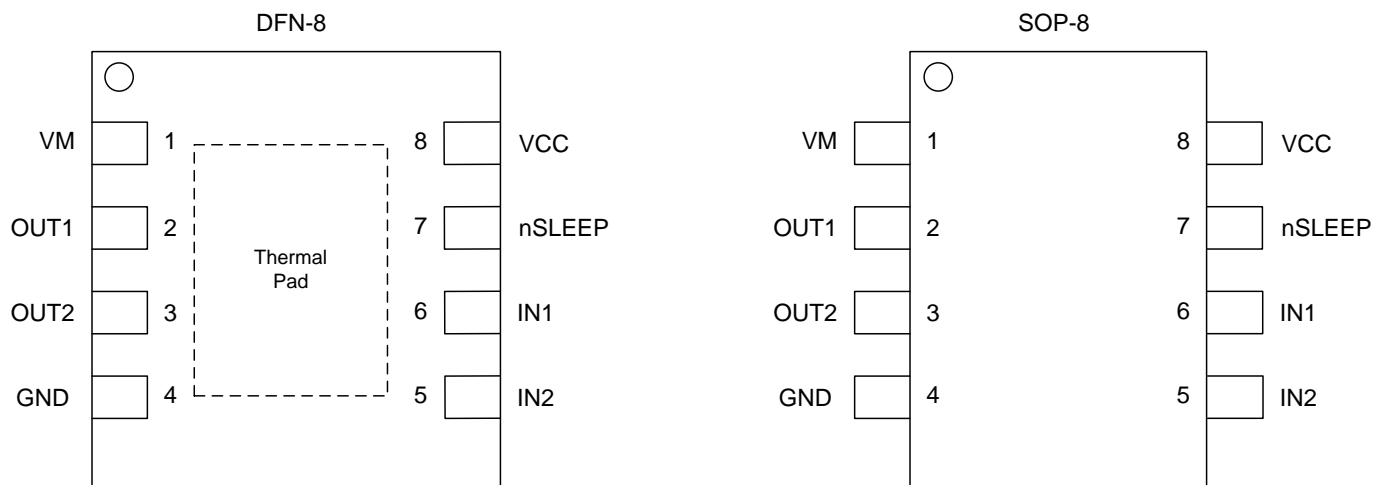 DFN-8
VM 1 8 VCC
OUT1 2 7 nSLEEP
Thermal
Pad
OUT2 3 6 IN1
GND 4 5 IN2
SOP-8
VM 1 8 VCC
OUT1 2 7 nSLEEP
OUT2 3 6 IN1
GND 4 5 IN2